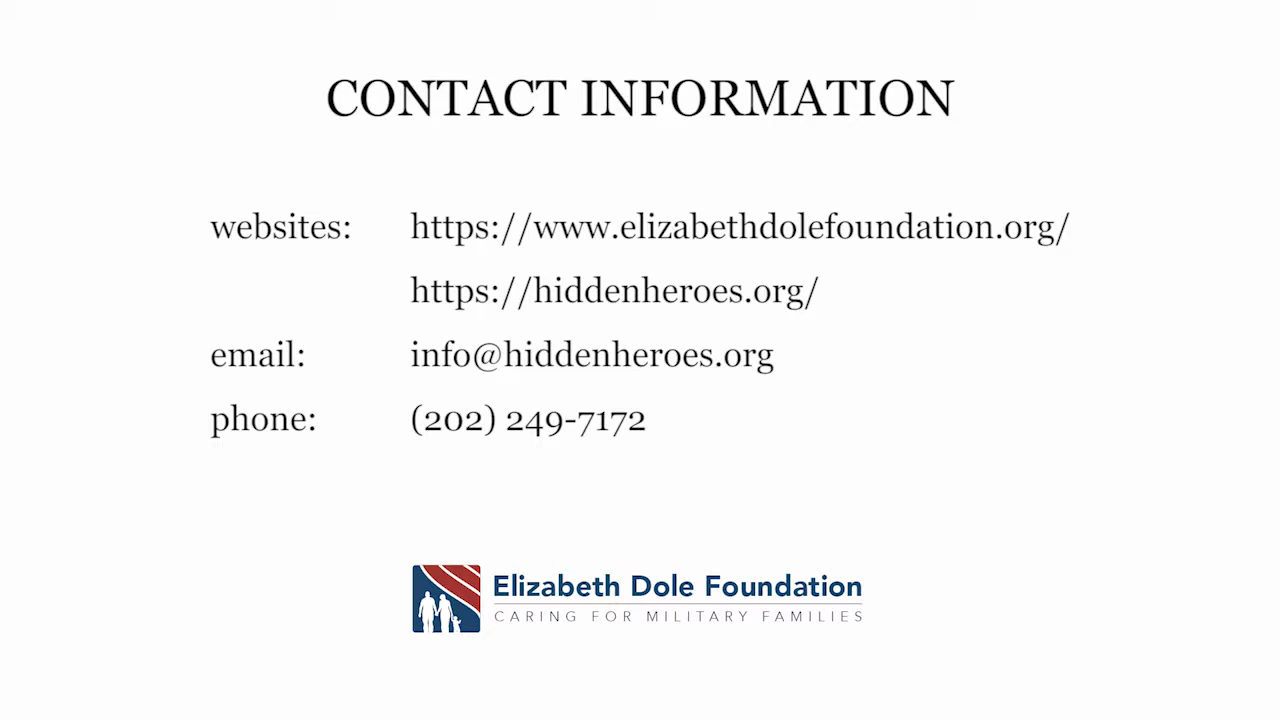 CONTACT INFORMATION
websites: https://www.elizabethdolefoundation.org/
https://hiddenheroes.org/
email: info@hiddenheroes.org
phone: (202) 249-7172
Elizabeth Dole Foundation
CARING FOR MILITARY FAMILIES